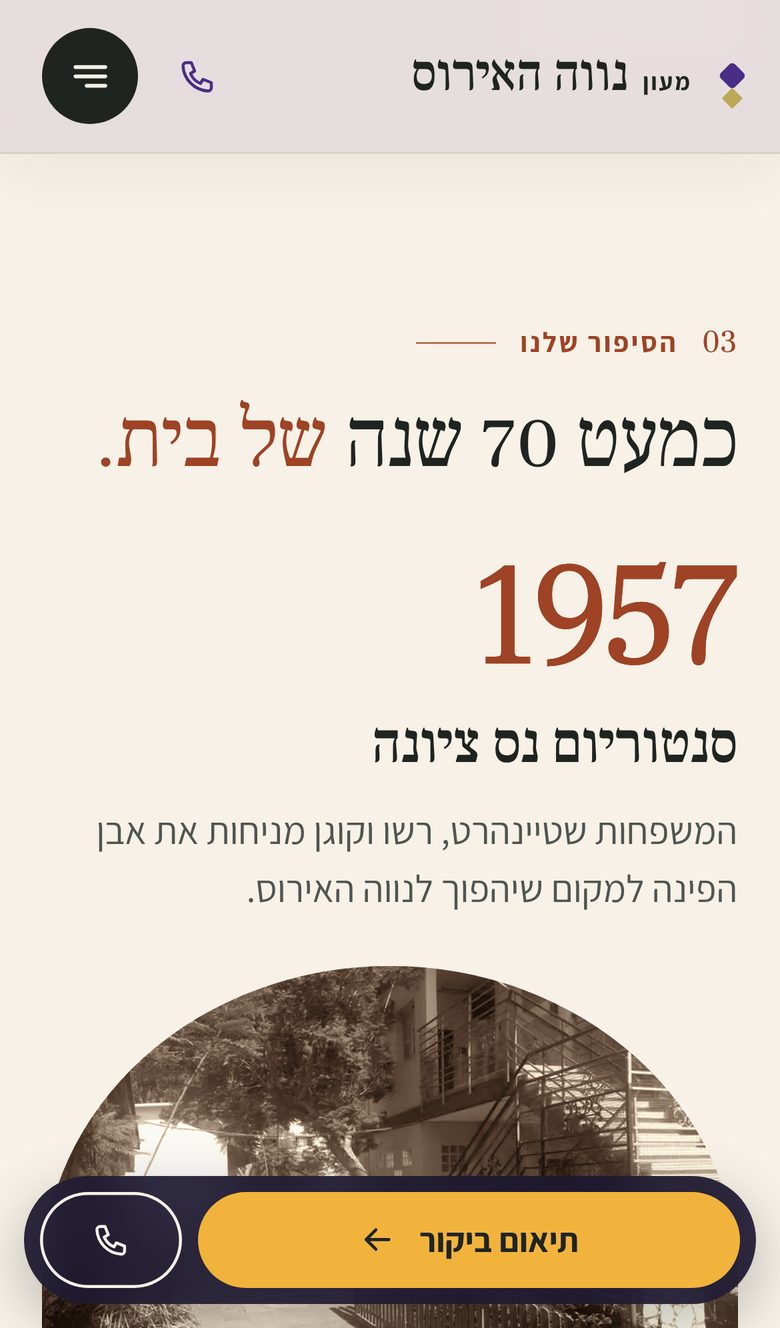 מעון נווה האירוס
03 הסיפור שלנו
כמעט 70 שנה של בית.
1957
סנטוריום נס ציונה
המשפחות שטיינהרט, רשו וקוגן מניחות את אבן
הפינה למקום שיהפוך לנווה האירוס.
תיאום ביקור